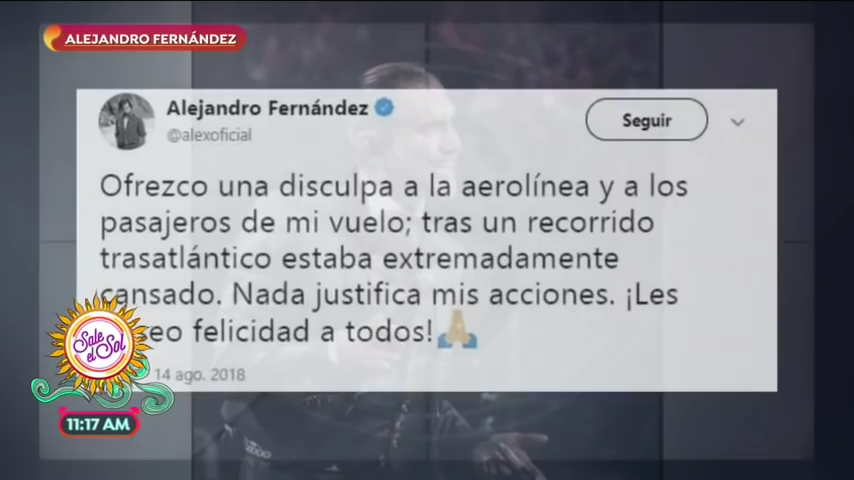 ALEJANDRO FERNÁNDEZ
Alejandro Fernández
@alexoficial
Seguir
Ofrezco una disculpa a la aerolínea y a los
pasajeros de mi vuelo; tras un recorrido
trasatlántico estaba extremadamente
cansado. Nada justifica mis acciones. ¡Les
eo felicidad a todos!🙏
14 ago. 2018
Sale
el Sol
11:17 AM